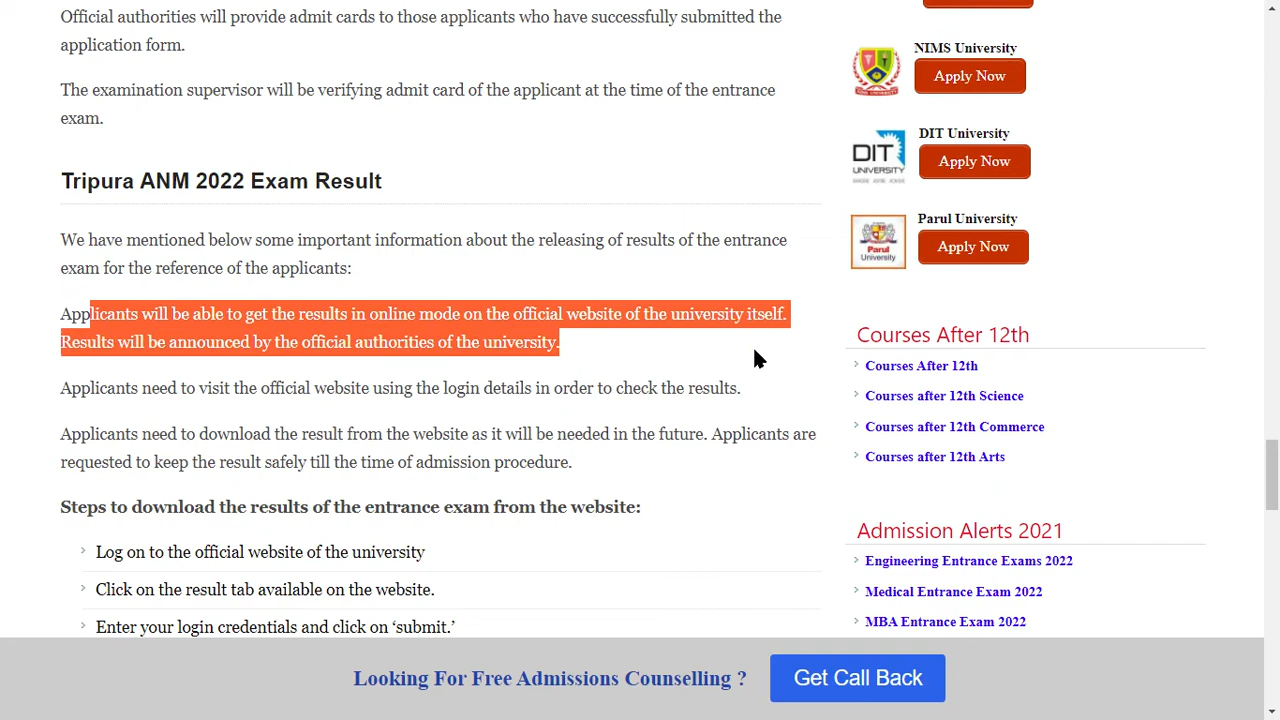 Official authorities will provide admit cards to those applicants who have successfully submitted the
application form.
The examination supervisor will be verifying admit card of the applicant at the time of the entrance
exam.
Tripura ANM 2022 Exam Result
We have mentioned below some important information about the releasing of results of the entrance
exam for the reference of the applicants:
Applicants will be able to get the results in online mode on the official website of the university itself.
Results will be announced by the official authorities of the university.
Applicants need to visit the official website using the login details in order to check the results.
Applicants need to download the result from the website as it will be needed in the future. Applicants are
requested to keep the result safely till the time of admission procedure.
Steps to download the results of the entrance exam from the website:
Log on to the official website of the university
Click on the result tab available on the website.
Enter your login credentials and click on ‘submit.’
NIMS University
Apply Now
DIT University
DIT
UNIVERSITY
Apply Now
Parul University
Parul
University
Apply Now
Courses After 12th
Courses After 12th
Courses after 12th Science
Courses after 12th Commerce
Courses after 12th Arts
Admission Alerts 2021
Engineering Entrance Exams 2022
Medical Entrance Exam 2022
MBA Entrance Exam 2022
Looking For Free Admissions Counselling ?
Get Call Back